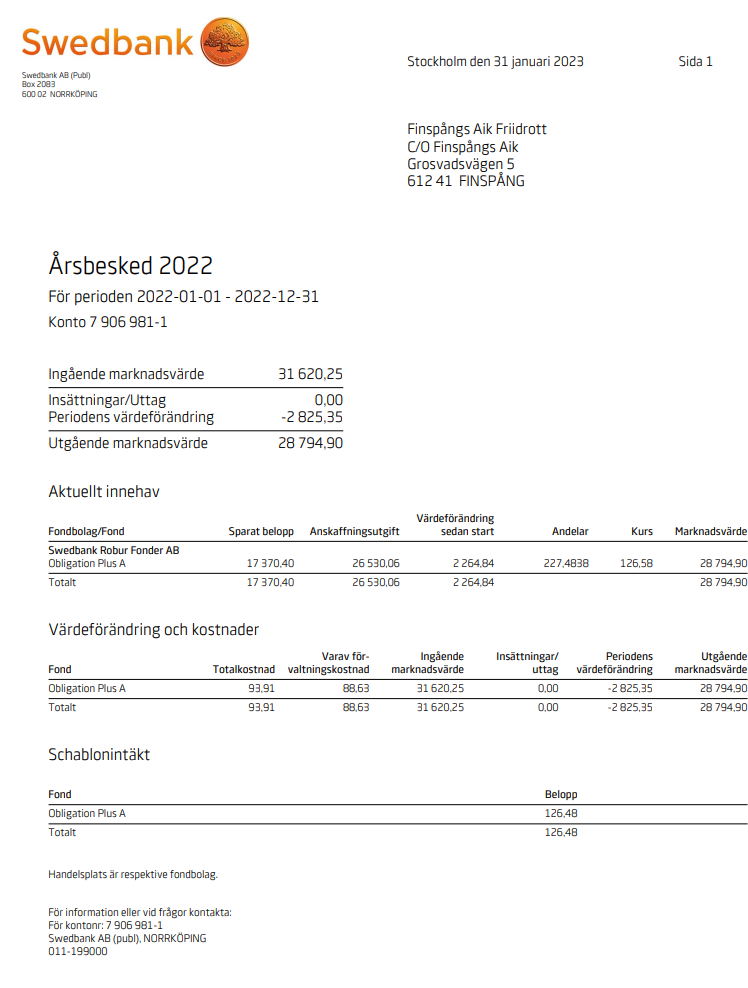 Swedbank
Swedbank AB (Publ)
Box 2083
600 02 NORRKÖPING
Stockholm den 31 januari 2023 Sida 1
Finspångs Aik Friidrott
C/O Finspångs Aik
Grosvadsvägen 5
612 41 FINSPÅNG
Årsbesked 2022
För perioden 2022-01-01 - 2022-12-31
Konto 7 906 981-1
Ingående marknadsvärde 31 620,25
Insättningar/Uttag 0,00
Periodens värdeförändring -2 825,35
Utgående marknadsvärde 28 794,90
Aktuellt innehav
Värdeförändring
Fondbolag/Fond Sparat belopp Anskaffningsutgift sedan start Andelar Kurs Marknadsvärde
Swedbank Robur Fonder AB
Obligation Plus A 17 370,40 26 530,06 2 264,84 227,4838 126,58 28 794,90
Totalt 17 370,40 26 530,06 2 264,84 28 794,90
Värdeförändring och kostnader
Varav för- Ingående Insättningar/ Periodens Utgående
Fond Totalkostnad valtningskostnad marknadsvärde uttag värdeförändring marknadsvärde
Obligation Plus A 93,91 88,63 31 620,25 0,00 -2 825,35 28 794,90
Totalt 93,91 88,63 31 620,25 0,00 -2 825,35 28 794,90
Schablonintäkt
Fond Belopp
Obligation Plus A 126,48
Totalt 126,48
Handelsplats är respektive fondbolag.
För information eller vid frågor kontakta:
För kontonr: 7 906 981-1
Swedbank AB (publ), NORRKÖPING
011-199000